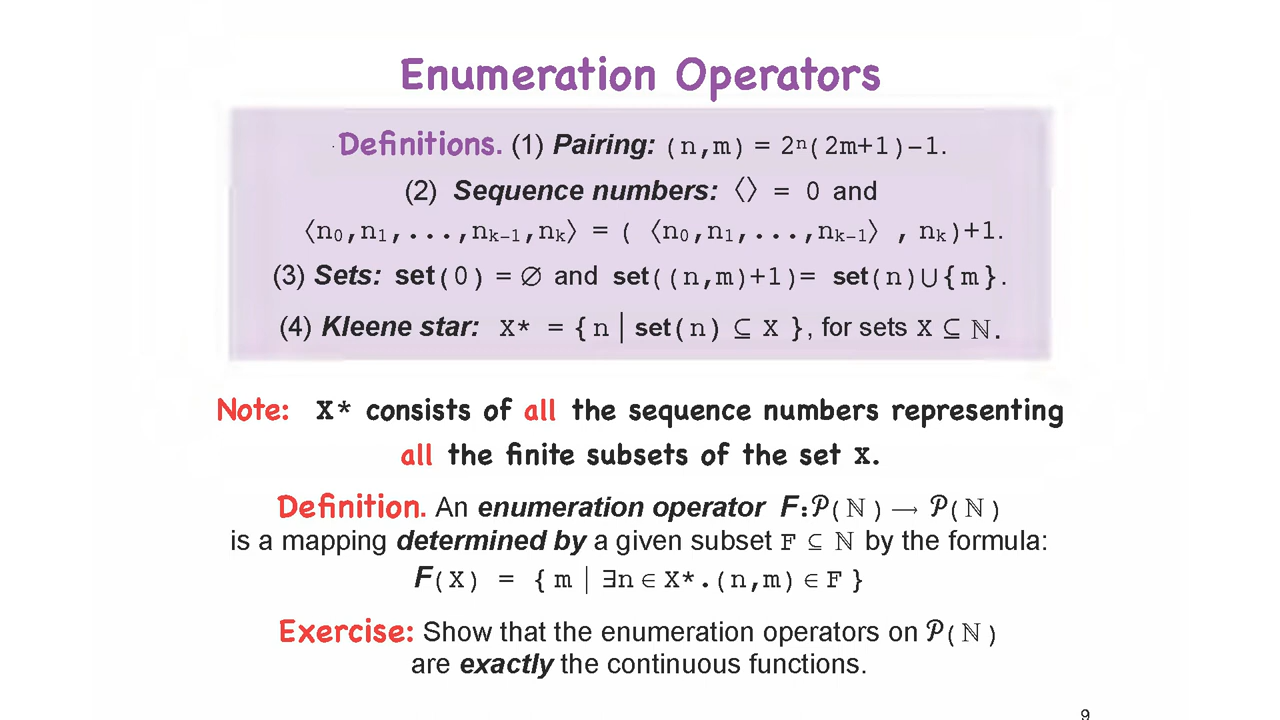 Enumeration Operators
Definitions. (1) Pairing: (n,m) = 2ⁿ(2m+1)−1.
(2) Sequence numbers: ⟨⟩ = 0 and
⟨n₀,n₁,...,nₖ₋₁,nₖ⟩ = ( ⟨n₀,n₁,...,nₖ₋₁⟩ , nₖ)+1.
(3) Sets: set(0) = ∅ and set((n,m)+1)= set(n)∪{m}.
(4) Kleene star: X* = {n|set(n) ⊆ X }, for sets X ⊆ ℕ.
Note: X* consists of all the sequence numbers representing
all the finite subsets of the set X.
Definition. An enumeration operator F:𝒫(ℕ) → 𝒫(ℕ)
is a mapping determined by a given subset F ⊆ ℕ by the formula:
F(X) = { m | ∃n ∈ X*.(n,m) ∈ F }
Exercise: Show that the enumeration operators on 𝒫(ℕ)
are exactly the continuous functions.
9